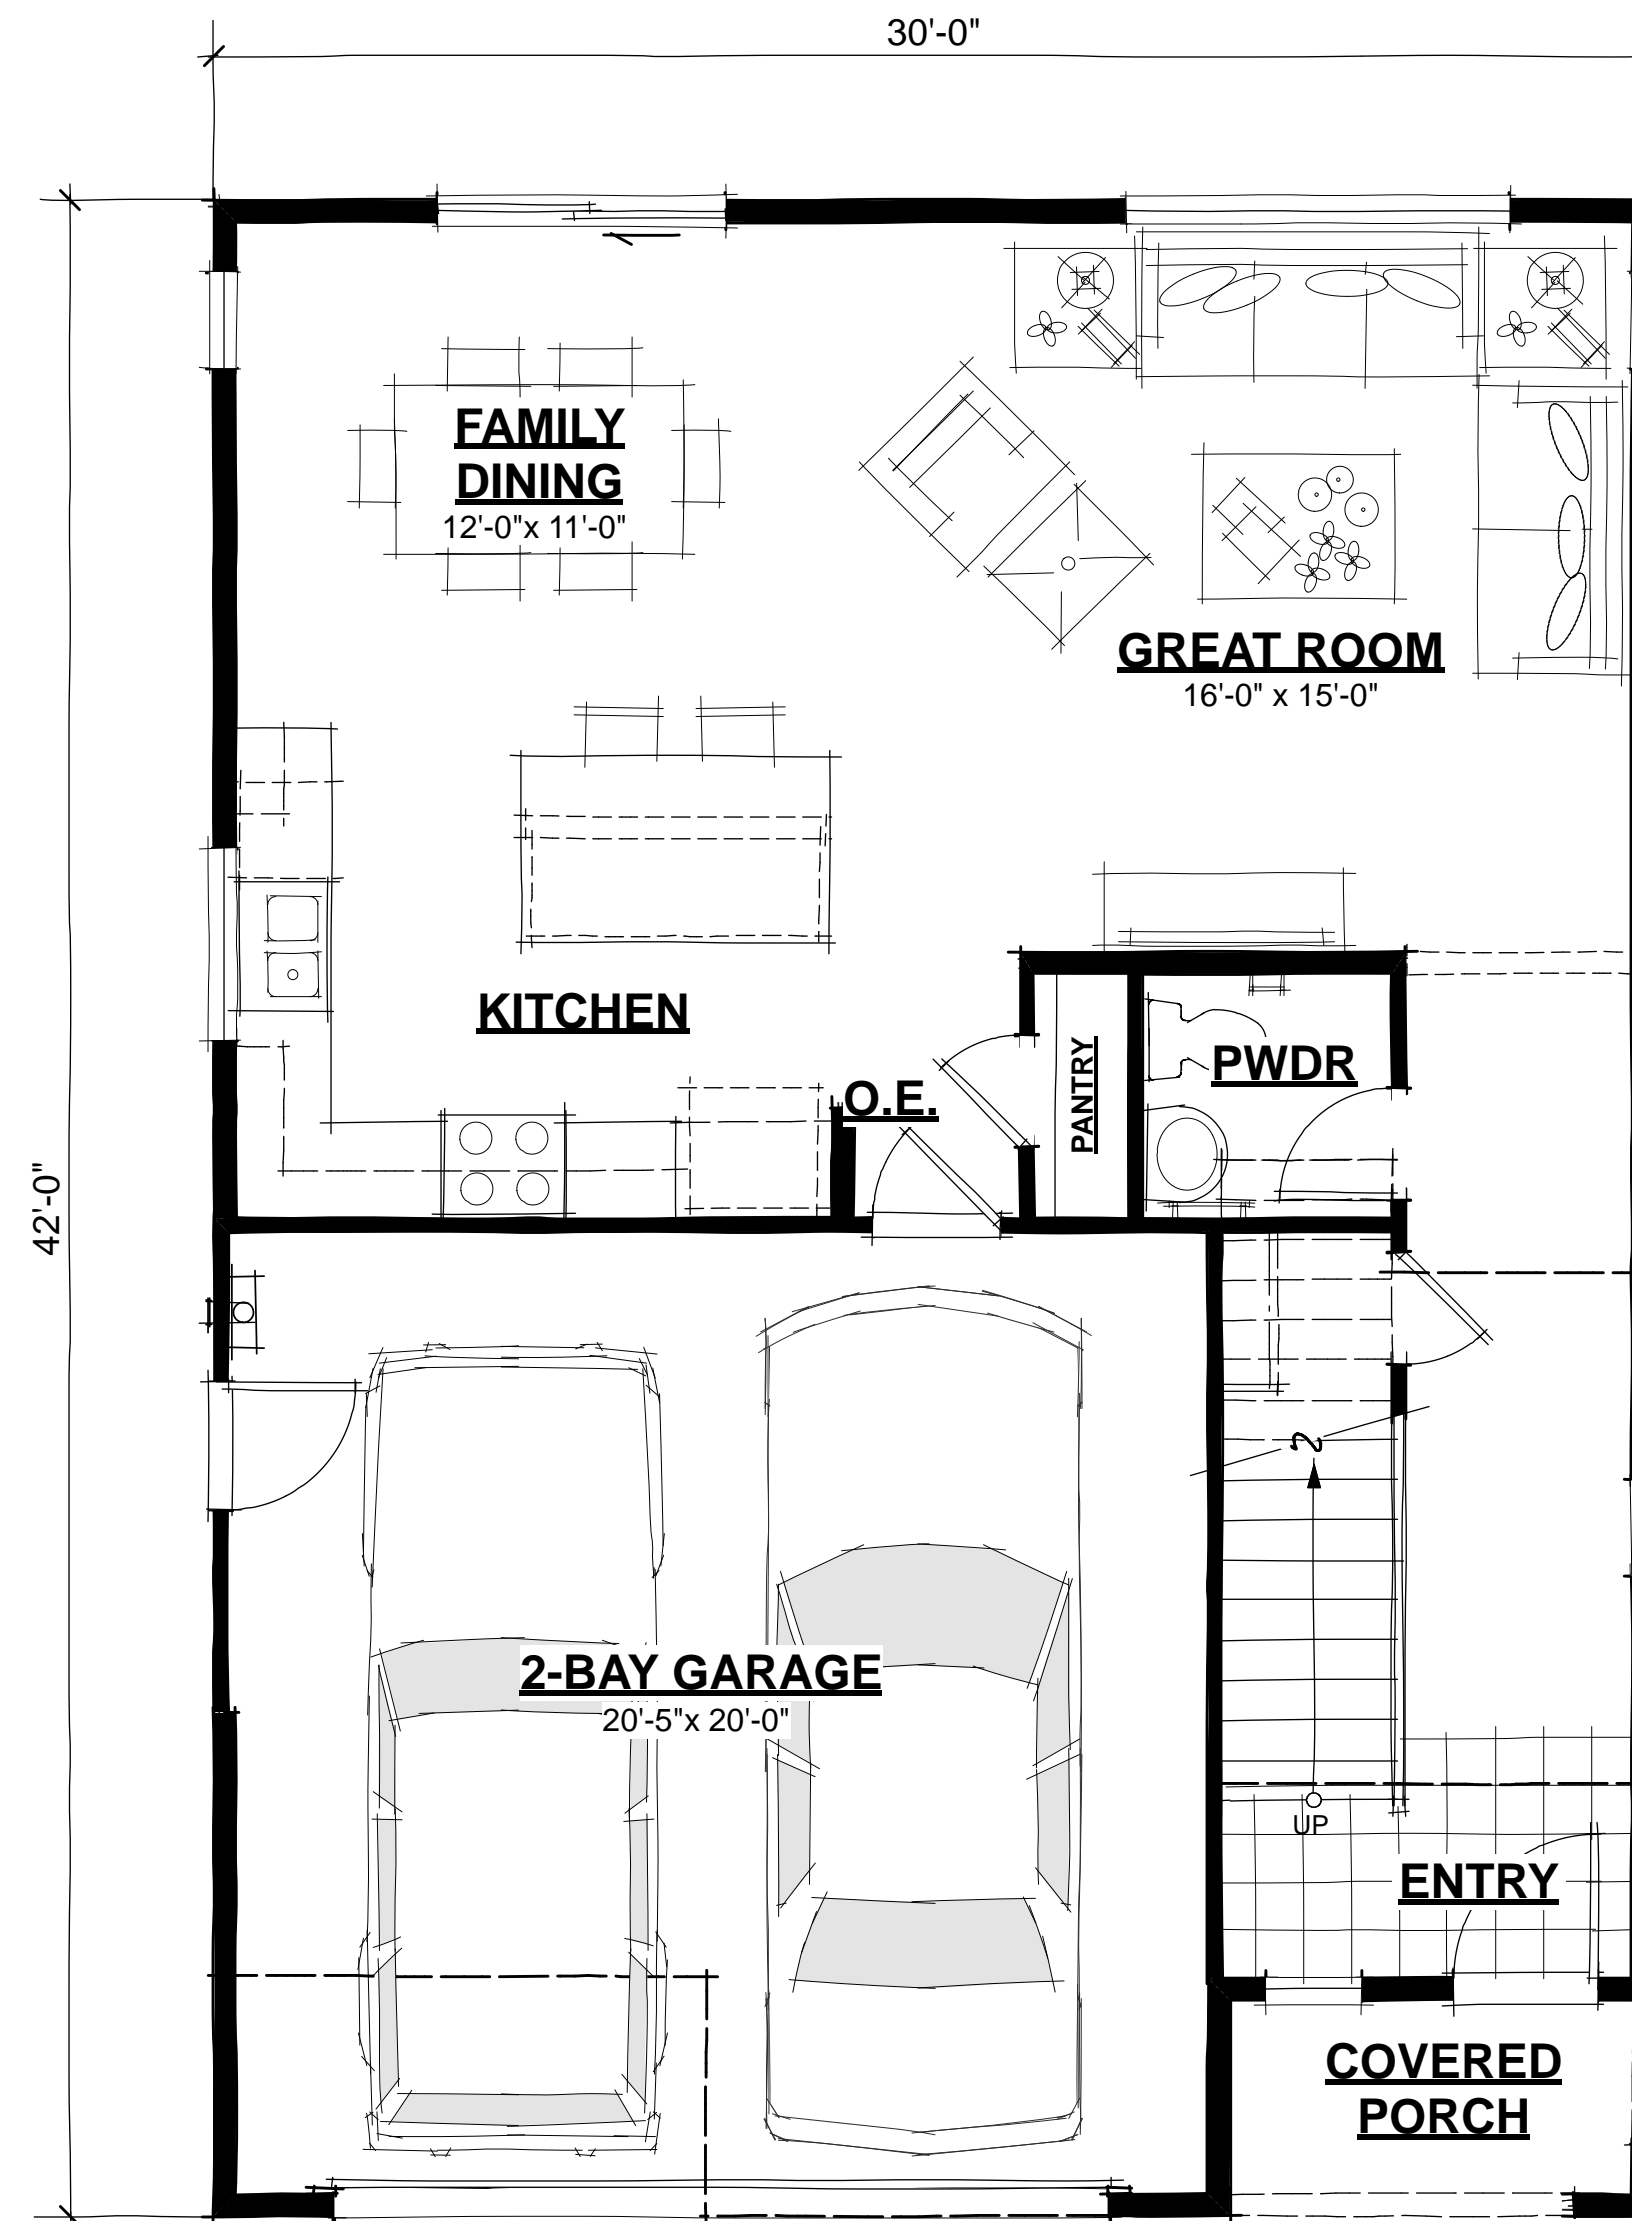 30'-0"
FAMILY
DINING
12'-0"x 11'-0"
GREAT ROOM
16'-0" x 15'-0"
KITCHEN
PANTRY
PWDR
O.E.
42'-0"
2-BAY GARAGE
20'-5"x 20'-0"
UP
ENTRY
COVERED
PORCH